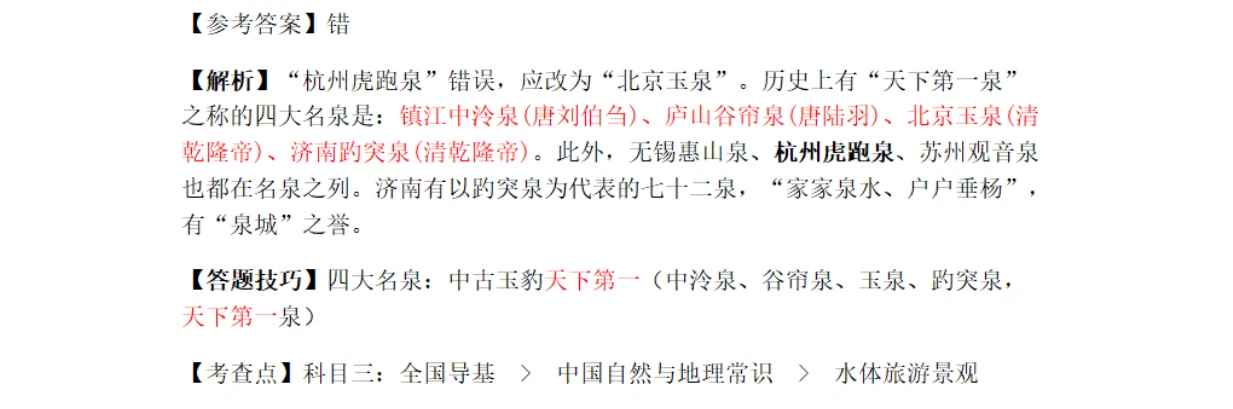 【参考答案】错
【解析】“杭州虎跑泉”错误，应改为“北京玉泉”。历史上有“天下第一泉”
之称的四大名泉是：镇江中泠泉(唐刘伯刍)、庐山谷帘泉(唐陆羽)、北京玉泉(清
乾隆帝)、济南趵突泉(清乾隆帝)。此外，无锡惠山泉、杭州虎跑泉、苏州观音泉
也都在名泉之列。济南有以趵突泉为代表的七十二泉，“家家泉水、户户垂杨”，
有“泉城”之誉。
【答题技巧】四大名泉：中古玉豹天下第一（中泠泉、谷帘泉、玉泉、趵突泉，
天下第一泉）
【考查点】科目三：全国导基 > 中国自然与地理常识 > 水体旅游景观